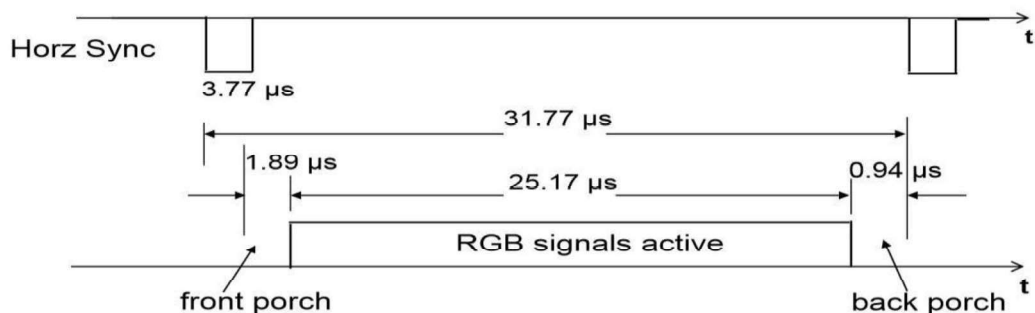 Horz Sync
t
3.77 µs
31.77 µs
1.89 µs
25.17 µs
0.94 µs
RGB signals active
front porch
back porch
t